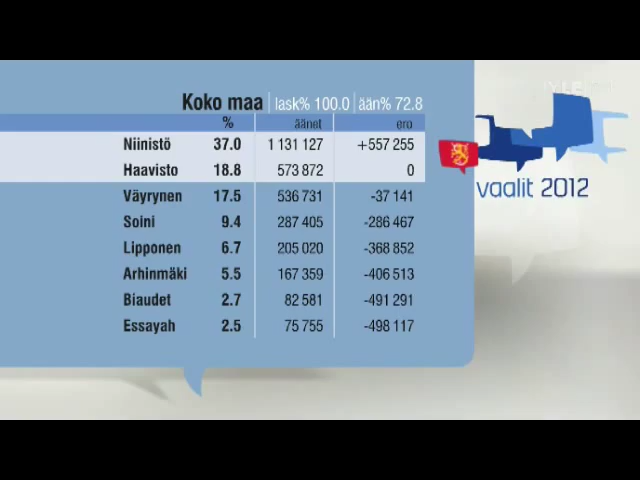 YLE
Koko maa lask% 100.0 ään% 72.8
% äänet ero
Niinistö 37.0 1 131 127 +557 255
Haavisto 18.8 573 872 0
Väyrynen 17.5 536 731 -37 141
Soini 9.4 287 405 -286 467
Lipponen 6.7 205 020 -368 852
Arhinmäki 5.5 167 359 -406 513
Biaudet 2.7 82 581 -491 291
Essayah 2.5 75 755 -498 117
vaalit 2012